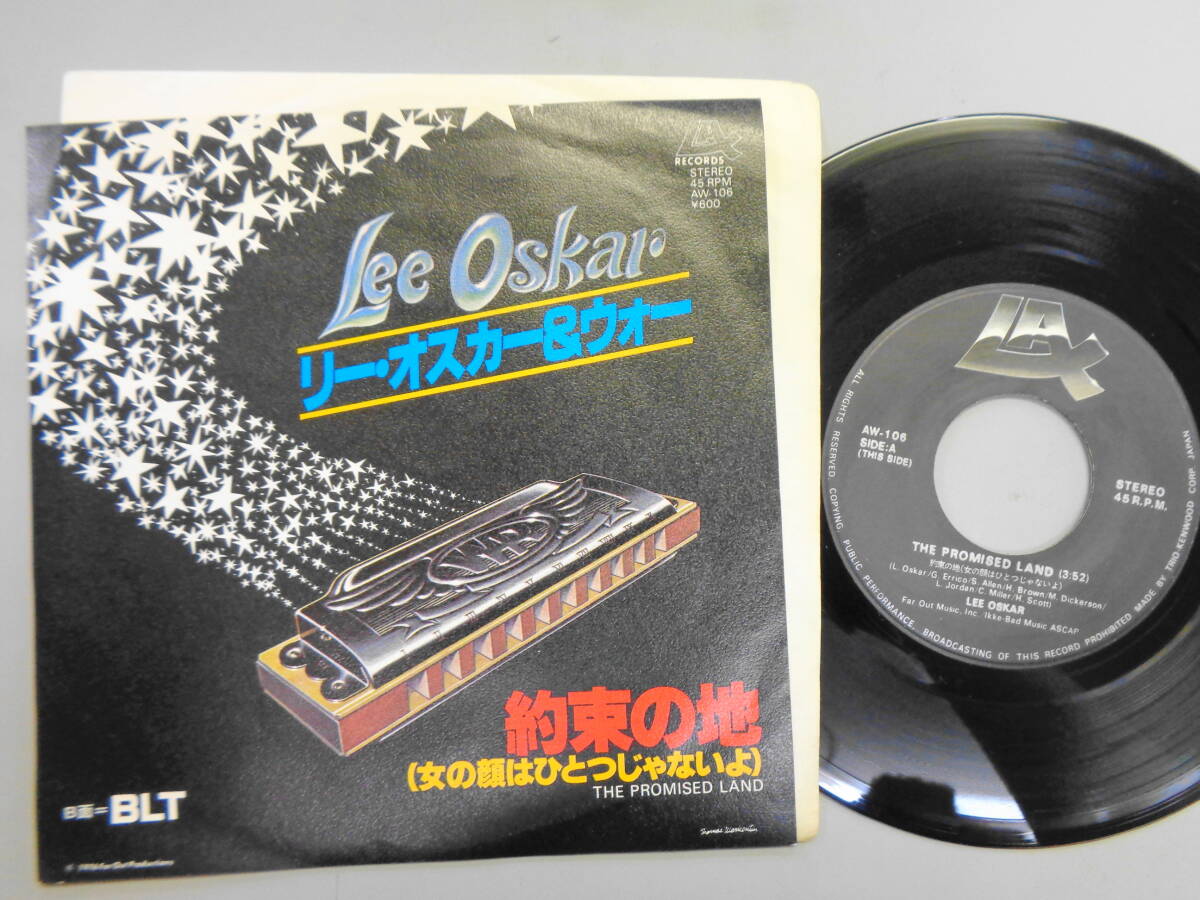 LAX
RECORDS
STEREO
45 RPM
AW-106
¥600
Lee Oskar
リー・オスカー&ウォー
WAR
約束の地
(女の顔はひとつじゃないよ)
THE PROMISED LAND
B面=BLT
LAX
AW-106
SIDE:A
(THIS SIDE)
STEREO
45 R.P.M.
THE PROMISED LAND (3:52)
約束の地(女の顔はひとつじゃないよ)
(L. Oskar/G. Errico/S. Allen/H. Brown/M. Dickerson/
L. Jordan/C. Miller/H. Scott)
LEE OSKAR
Far Out Music, Inc. Ikke-Bad Music ASCAP
ALL RIGHTS RESERVED. COPYING, PUBLIC PERFORMANCE, BROADCASTING OF THIS RECORD PROHIBITED MADE BY TRIO-KENWOOD CORP. JAPAN